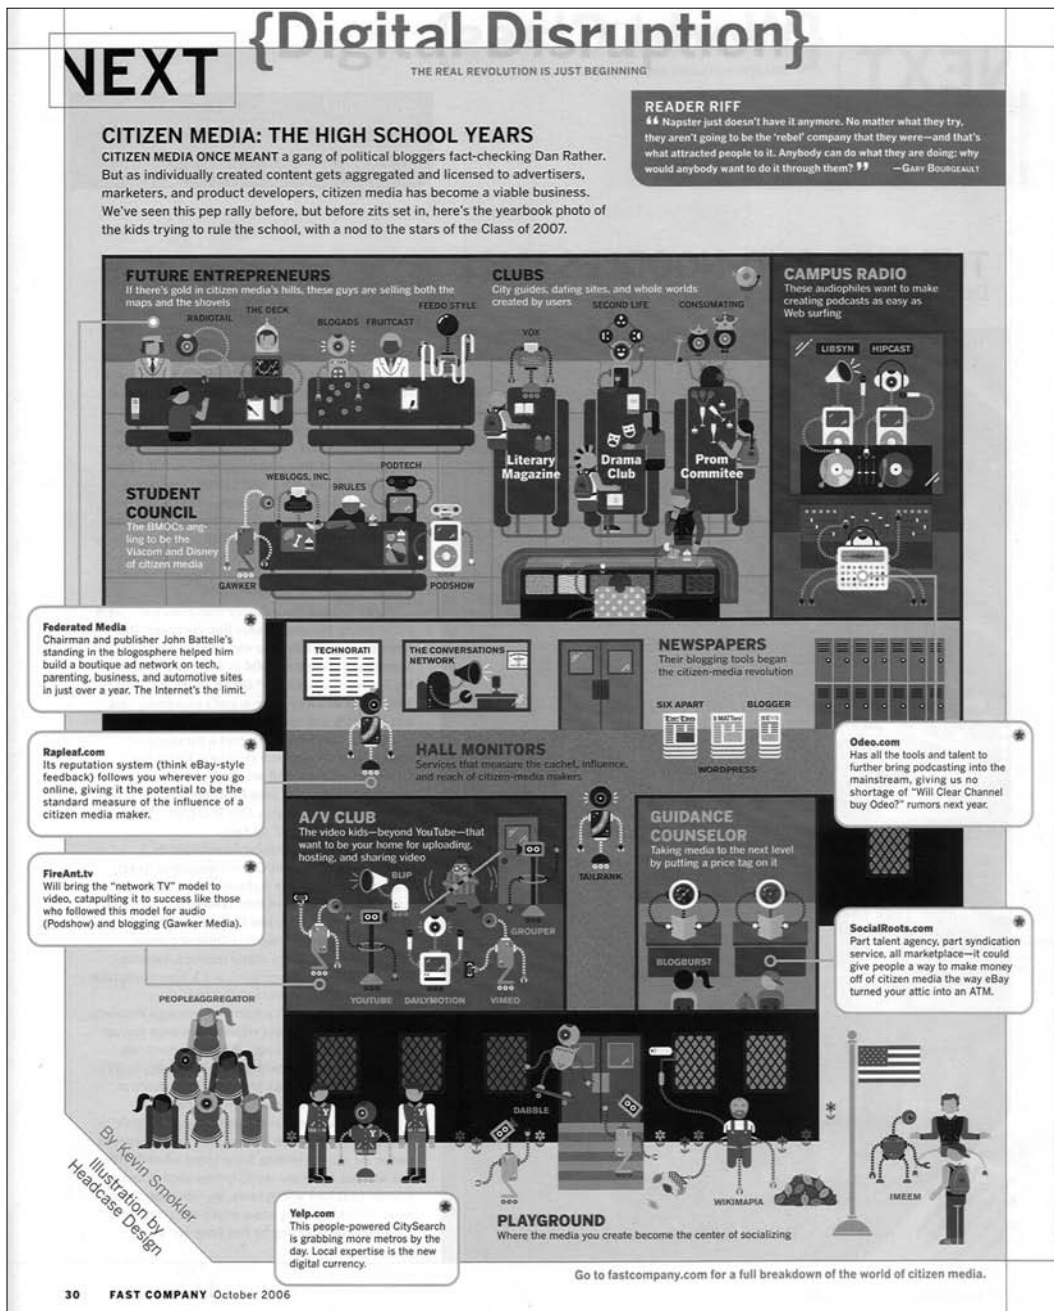 {Digital Disruption}
NEXT
THE REAL REVOLUTION IS JUST BEGINNING
READER RIFF
“ Napster just doesn't have it anymore. No matter what they try,
they aren't going to be the 'rebel' company that they were—and that's
what attracted people to it. Anybody can do what they are doing; why
would anybody want to do it through them? ” —GARY BOURGEAULT
CITIZEN MEDIA: THE HIGH SCHOOL YEARS
CITIZEN MEDIA ONCE MEANT a gang of political bloggers fact-checking Dan Rather.
But as individually created content gets aggregated and licensed to advertisers,
marketers, and product developers, citizen media has become a viable business.
We've seen this pep rally before, but before zits set in, here's the yearbook photo of
the kids trying to rule the school, with a nod to the stars of the Class of 2007.
FUTURE ENTREPRENEURS
If there's gold in citizen media's hills, these guys are selling both the
maps and the shovels
RADIOTAIL
THE DECK
BLOGADS
FRUITCAST
FEEDO STYLE
CLUBS
City guides, dating sites, and whole worlds
created by users
VOX
SECOND LIFE
CONSUMATING
Literary
Magazine
Drama
Club
Prom
Commitee
CAMPUS RADIO
These audiophiles want to make
creating podcasts as easy as
Web surfing
LIBSYN
HIPCAST
STUDENT
COUNCIL
The BMOCs ang-
ling to be the
Viacom and Disney
of citizen media
WEBLOGS, INC.
9RULES
PODTECH
GAWKER
PODSHOW
Federated Media
Chairman and publisher John Battelle's
standing in the blogosphere helped him
build a boutique ad network on tech,
parenting, business, and automotive sites
in just over a year. The Internet's the limit.
TECHNORATI
THE CONVERSATIONS
NETWORK
NEWSPAPERS
Their blogging tools began
the citizen-media revolution
SIX APART
BLOGGER
WORDPRESS
HALL MONITORS
Services that measure the cachet, influence,
and reach of citizen-media makers
Rapleaf.com
Its reputation system (think eBay-style
feedback) follows you wherever you go
online, giving it the potential to be the
standard measure of the influence of a
citizen media maker.
Odeo.com
Has all the tools and talent to
further bring podcasting into the
mainstream, giving us no
shortage of “Will Clear Channel
buy Odeo?” rumors next year.
A/V CLUB
The video kids—beyond YouTube—that
want to be your home for uploading,
hosting, and sharing video
BLIP
GROUPER
YOUTUBE
DAILYMOTION
VIMEO
TAILRANK
GUIDANCE
COUNSELOR
Taking media to the next level
by putting a price tag on it
BLOGBURST
FireAnt.tv
Will bring the “network TV” model to
video, catapulting it to success like those
who followed this model for audio
(Podshow) and blogging (Gawker Media).
SocialRoots.com
Part talent agency, part syndication
service, all marketplace—it could
give people a way to make money
off of citizen media the way eBay
turned your attic into an ATM.
PEOPLEAGGREGATOR
Y
Y
Y
DABBLE
WIKIMAPIA
IMEEM
By Kevin Smokler
Illustration by
Headcase Design
Yelp.com
This people-powered CitySearch
is grabbing more metros by the
day. Local expertise is the new
digital currency.
PLAYGROUND
Where the media you create become the center of socializing
Go to fastcompany.com for a full breakdown of the world of citizen media.
30 FAST COMPANY October 2006